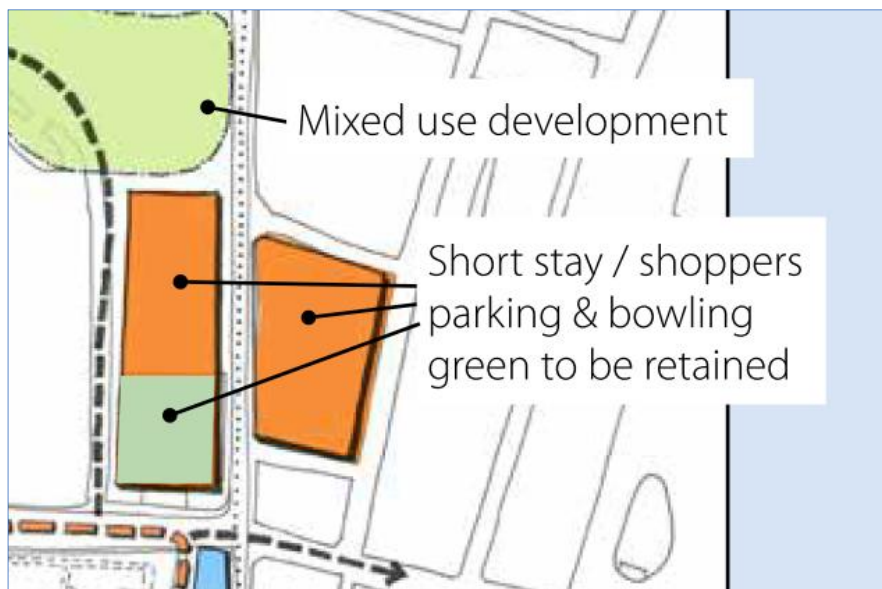 Mixed use development
Short stay / shoppers
parking & bowling
green to be retained